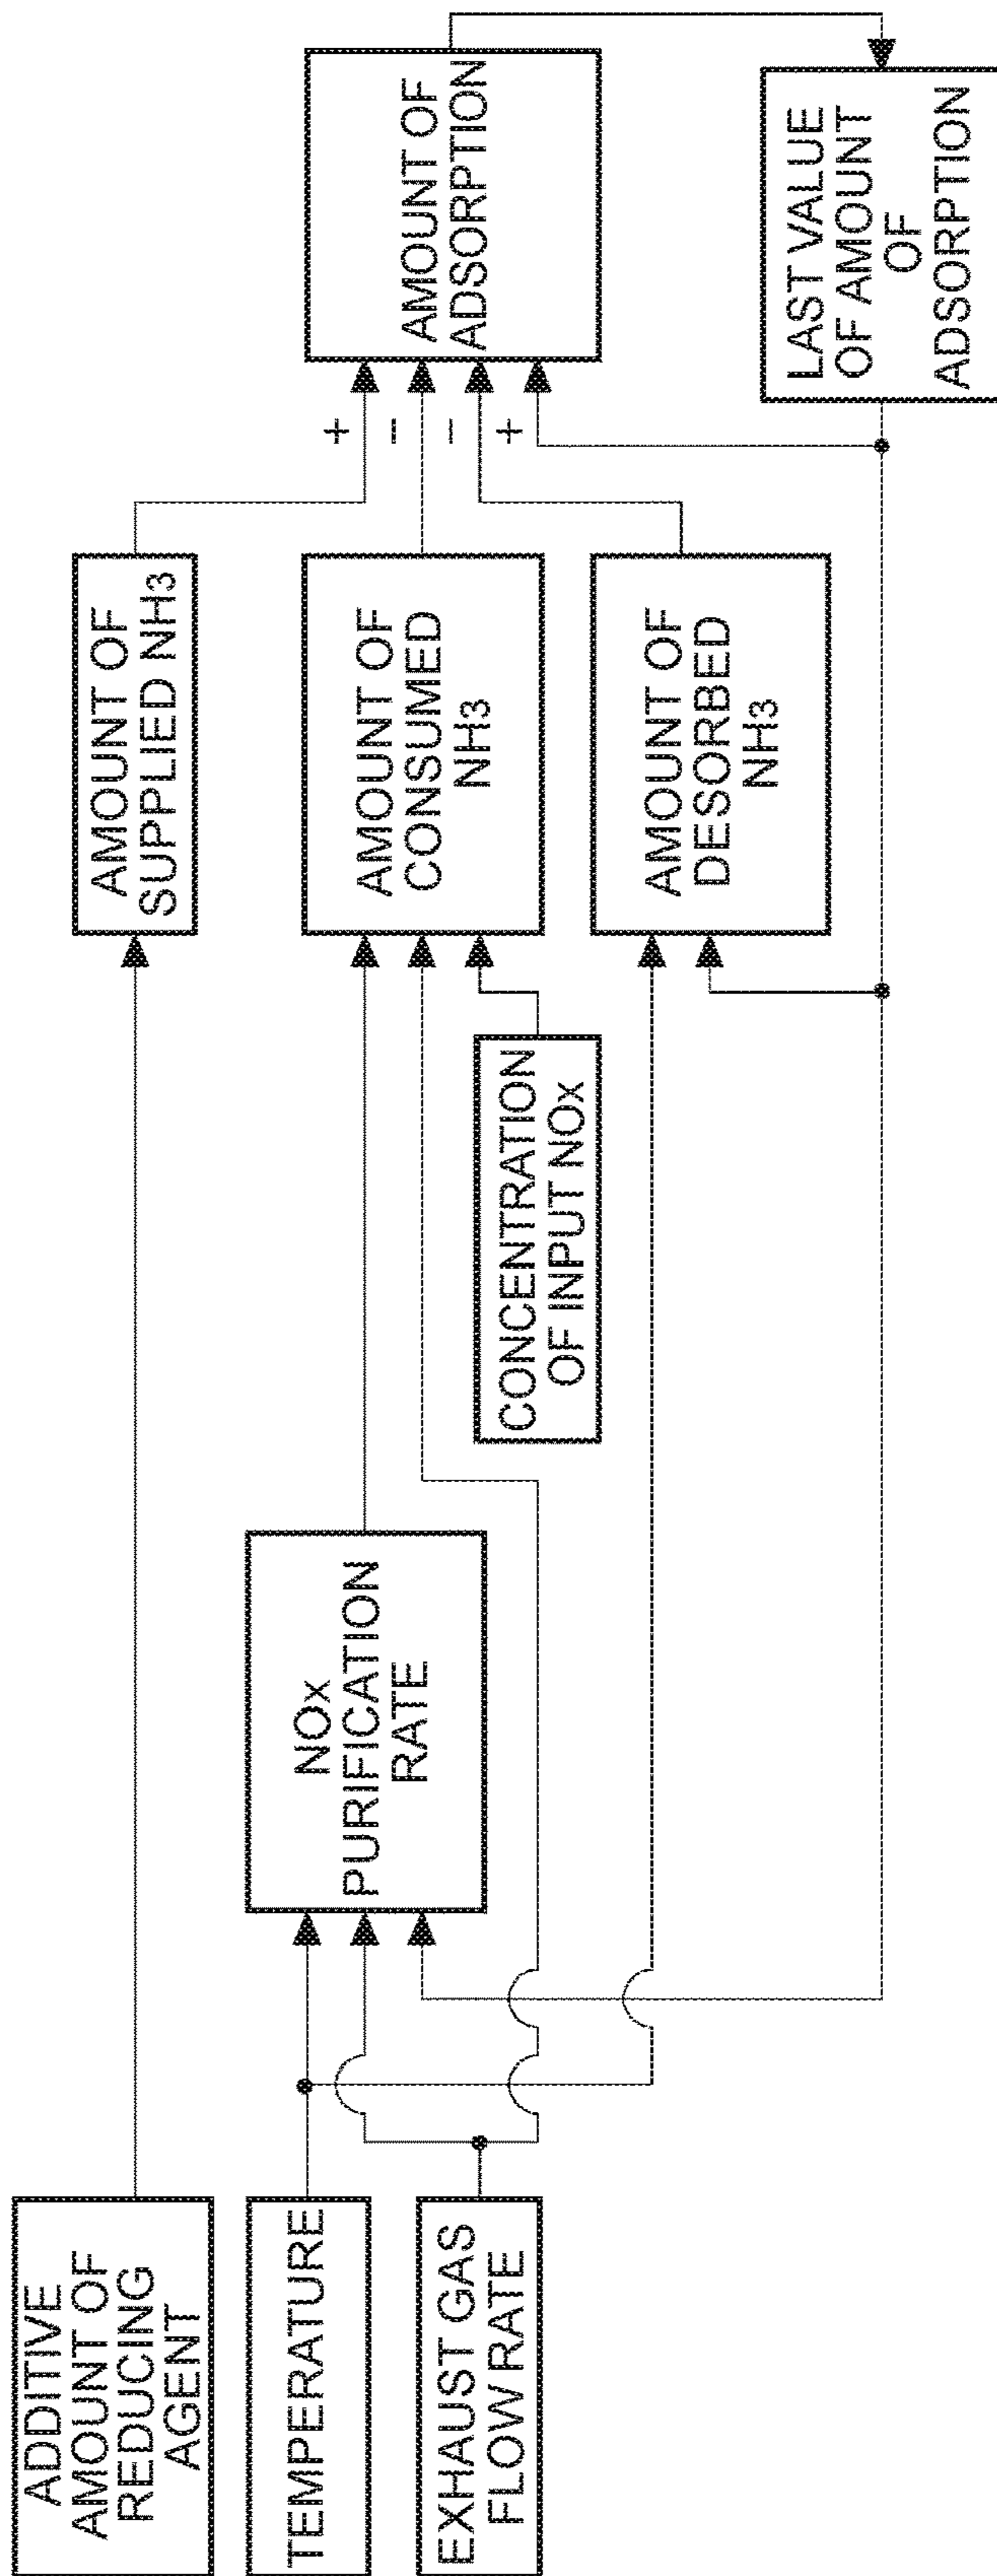 ADDITIVE
AMOUNT OF
REDUCING
AGENT
TEMPERATURE
EXHAUST GAS
FLOW RATE
NOx
PURIFICATION
RATE
CONCENTRATION
OF INPUT NOx
AMOUNT OF
SUPPLIED NH3
AMOUNT OF
CONSUMED
NH3
AMOUNT OF
DESORBED
NH3
+
−
−
+
AMOUNT OF
ADSORPTION
LAST VALUE
OF AMOUNT
OF
ADSORPTION